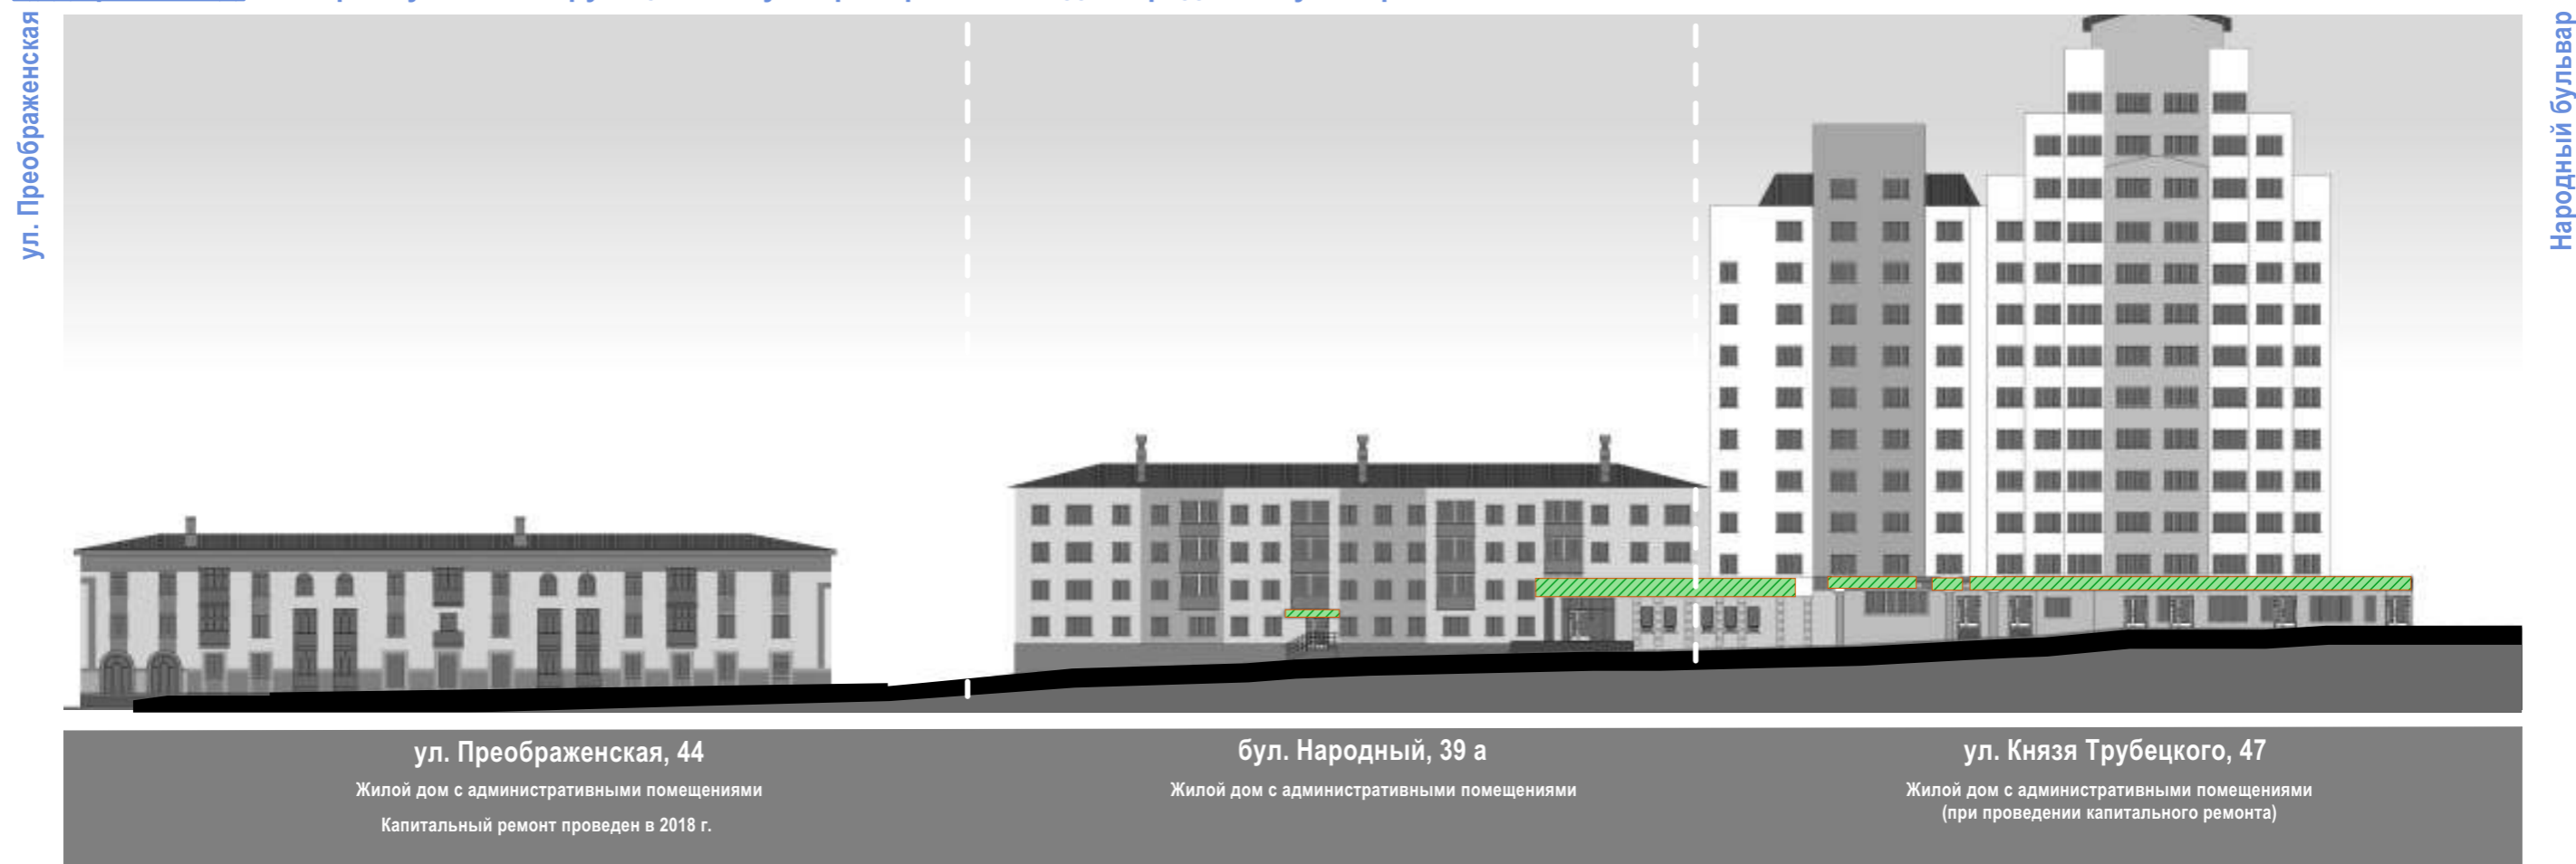 ул. Преображенская
Народный бульвар
ул. Преображенская, 44
Жилой дом с административными помещениями
Капитальный ремонт проведен в 2018 г.
бул. Народный, 39 а
Жилой дом с административными помещениями
ул. Князя Трубецкого, 47
Жилой дом с административными помещениями
(при проведении капитального ремонта)